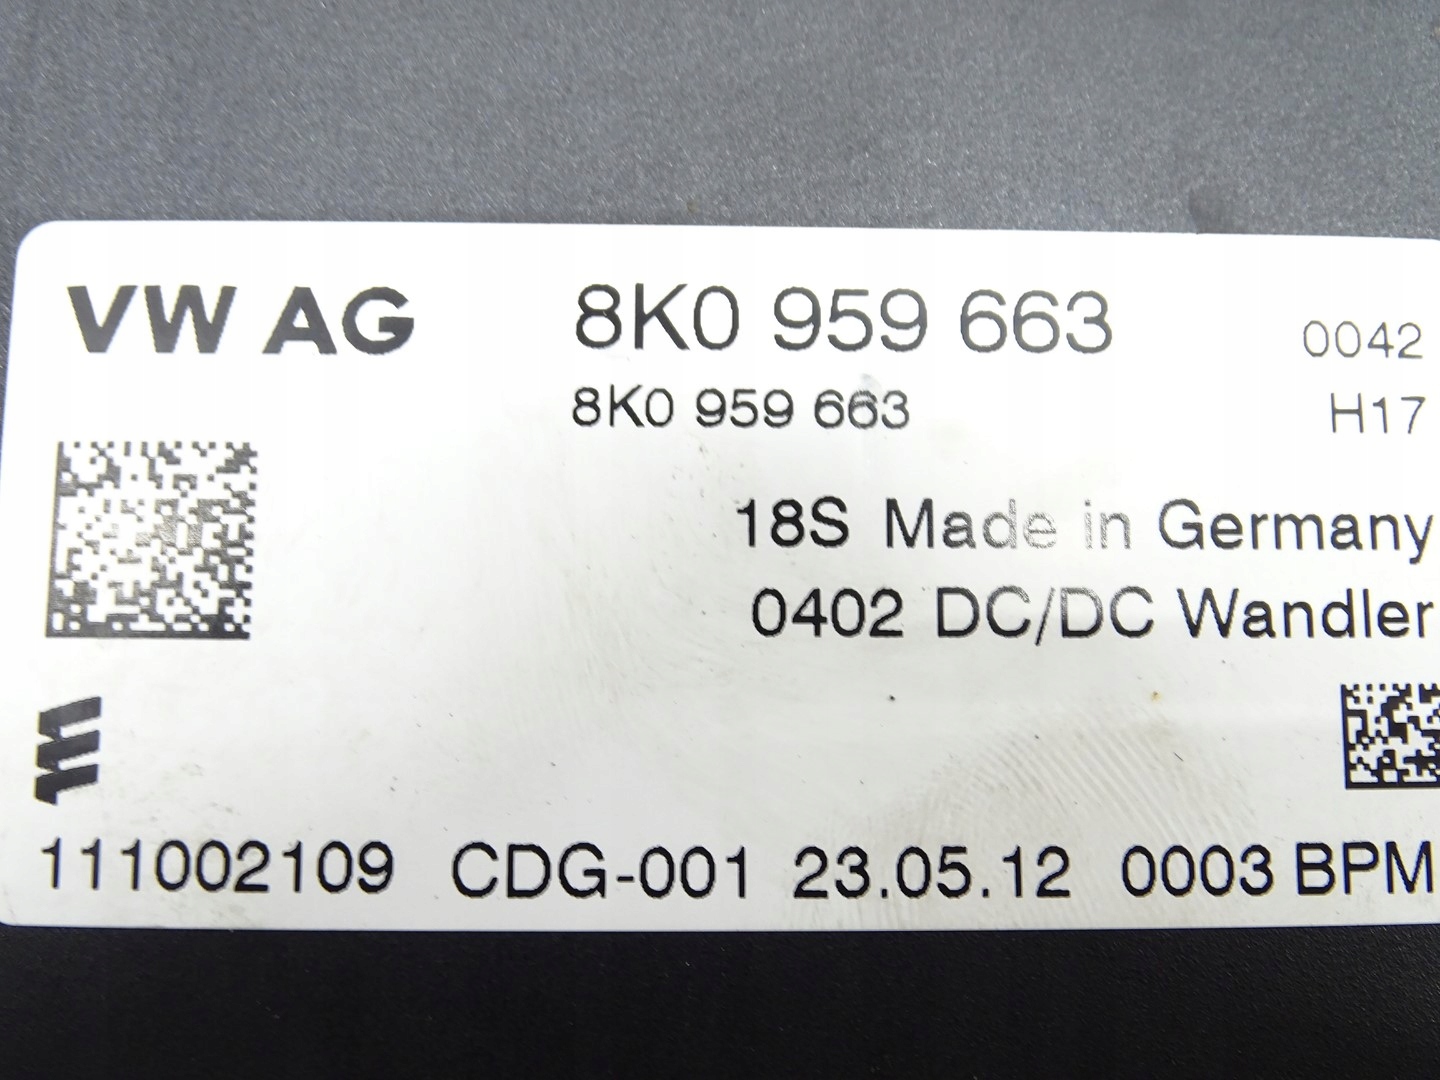 VW AG 8K0 959 663 0042
8K0 959 663 H17
18S Made in Germany
0402 DC/DC Wandler
111002109 CDG-001 23.05.12 0003 BPM